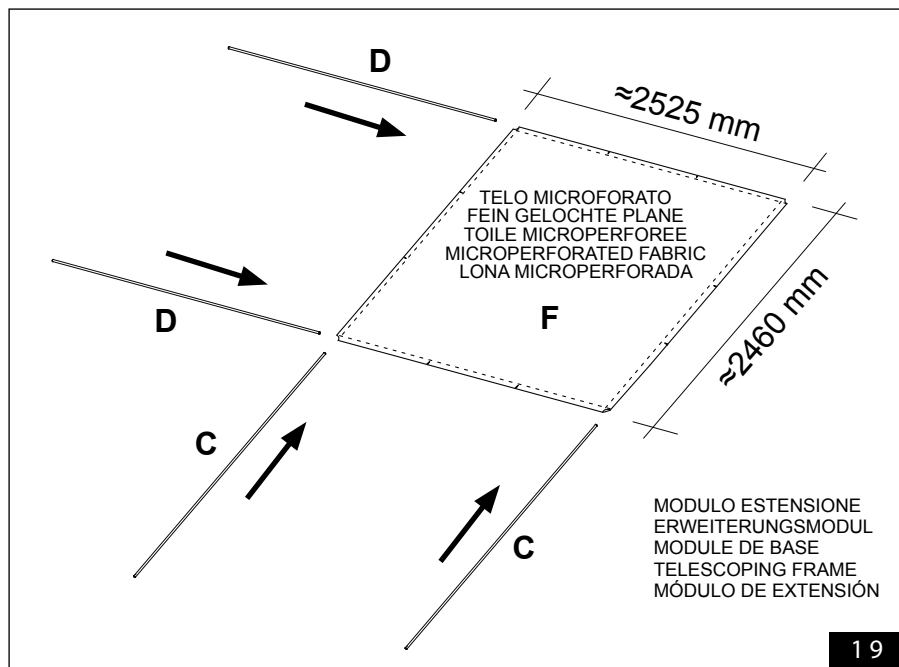 D
≈2525 mm
TELO MICROFORATO
FEIN GELOCHTE PLANE
TOILE MICROPERFOREE
MICROPERFORATED FABRIC
LONA MICROPERFORADA
F
D
≈2460 mm
C
C
MODULO ESTENSIONE
ERWEITERUNGSMODUL
MODULE DE BASE
TELESCOPING FRAME
MÓDULO DE EXTENSIÓN
19